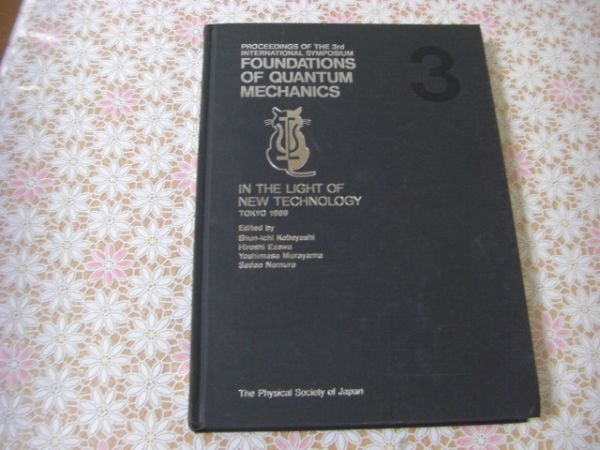 PROCEEDINGS OF THE 3rd
INTERNATIONAL SYMPOSIUM
FOUNDATIONS
OF QUANTUM
MECHANICS
3
IN THE LIGHT OF
NEW TECHNOLOGY
TOKYO 1989
Edited by
Shun-ichi Kobayashi
Hiroshi Ezawa
Yoshimasa Murayama
Sadao Nomura
The Physical Society of Japan